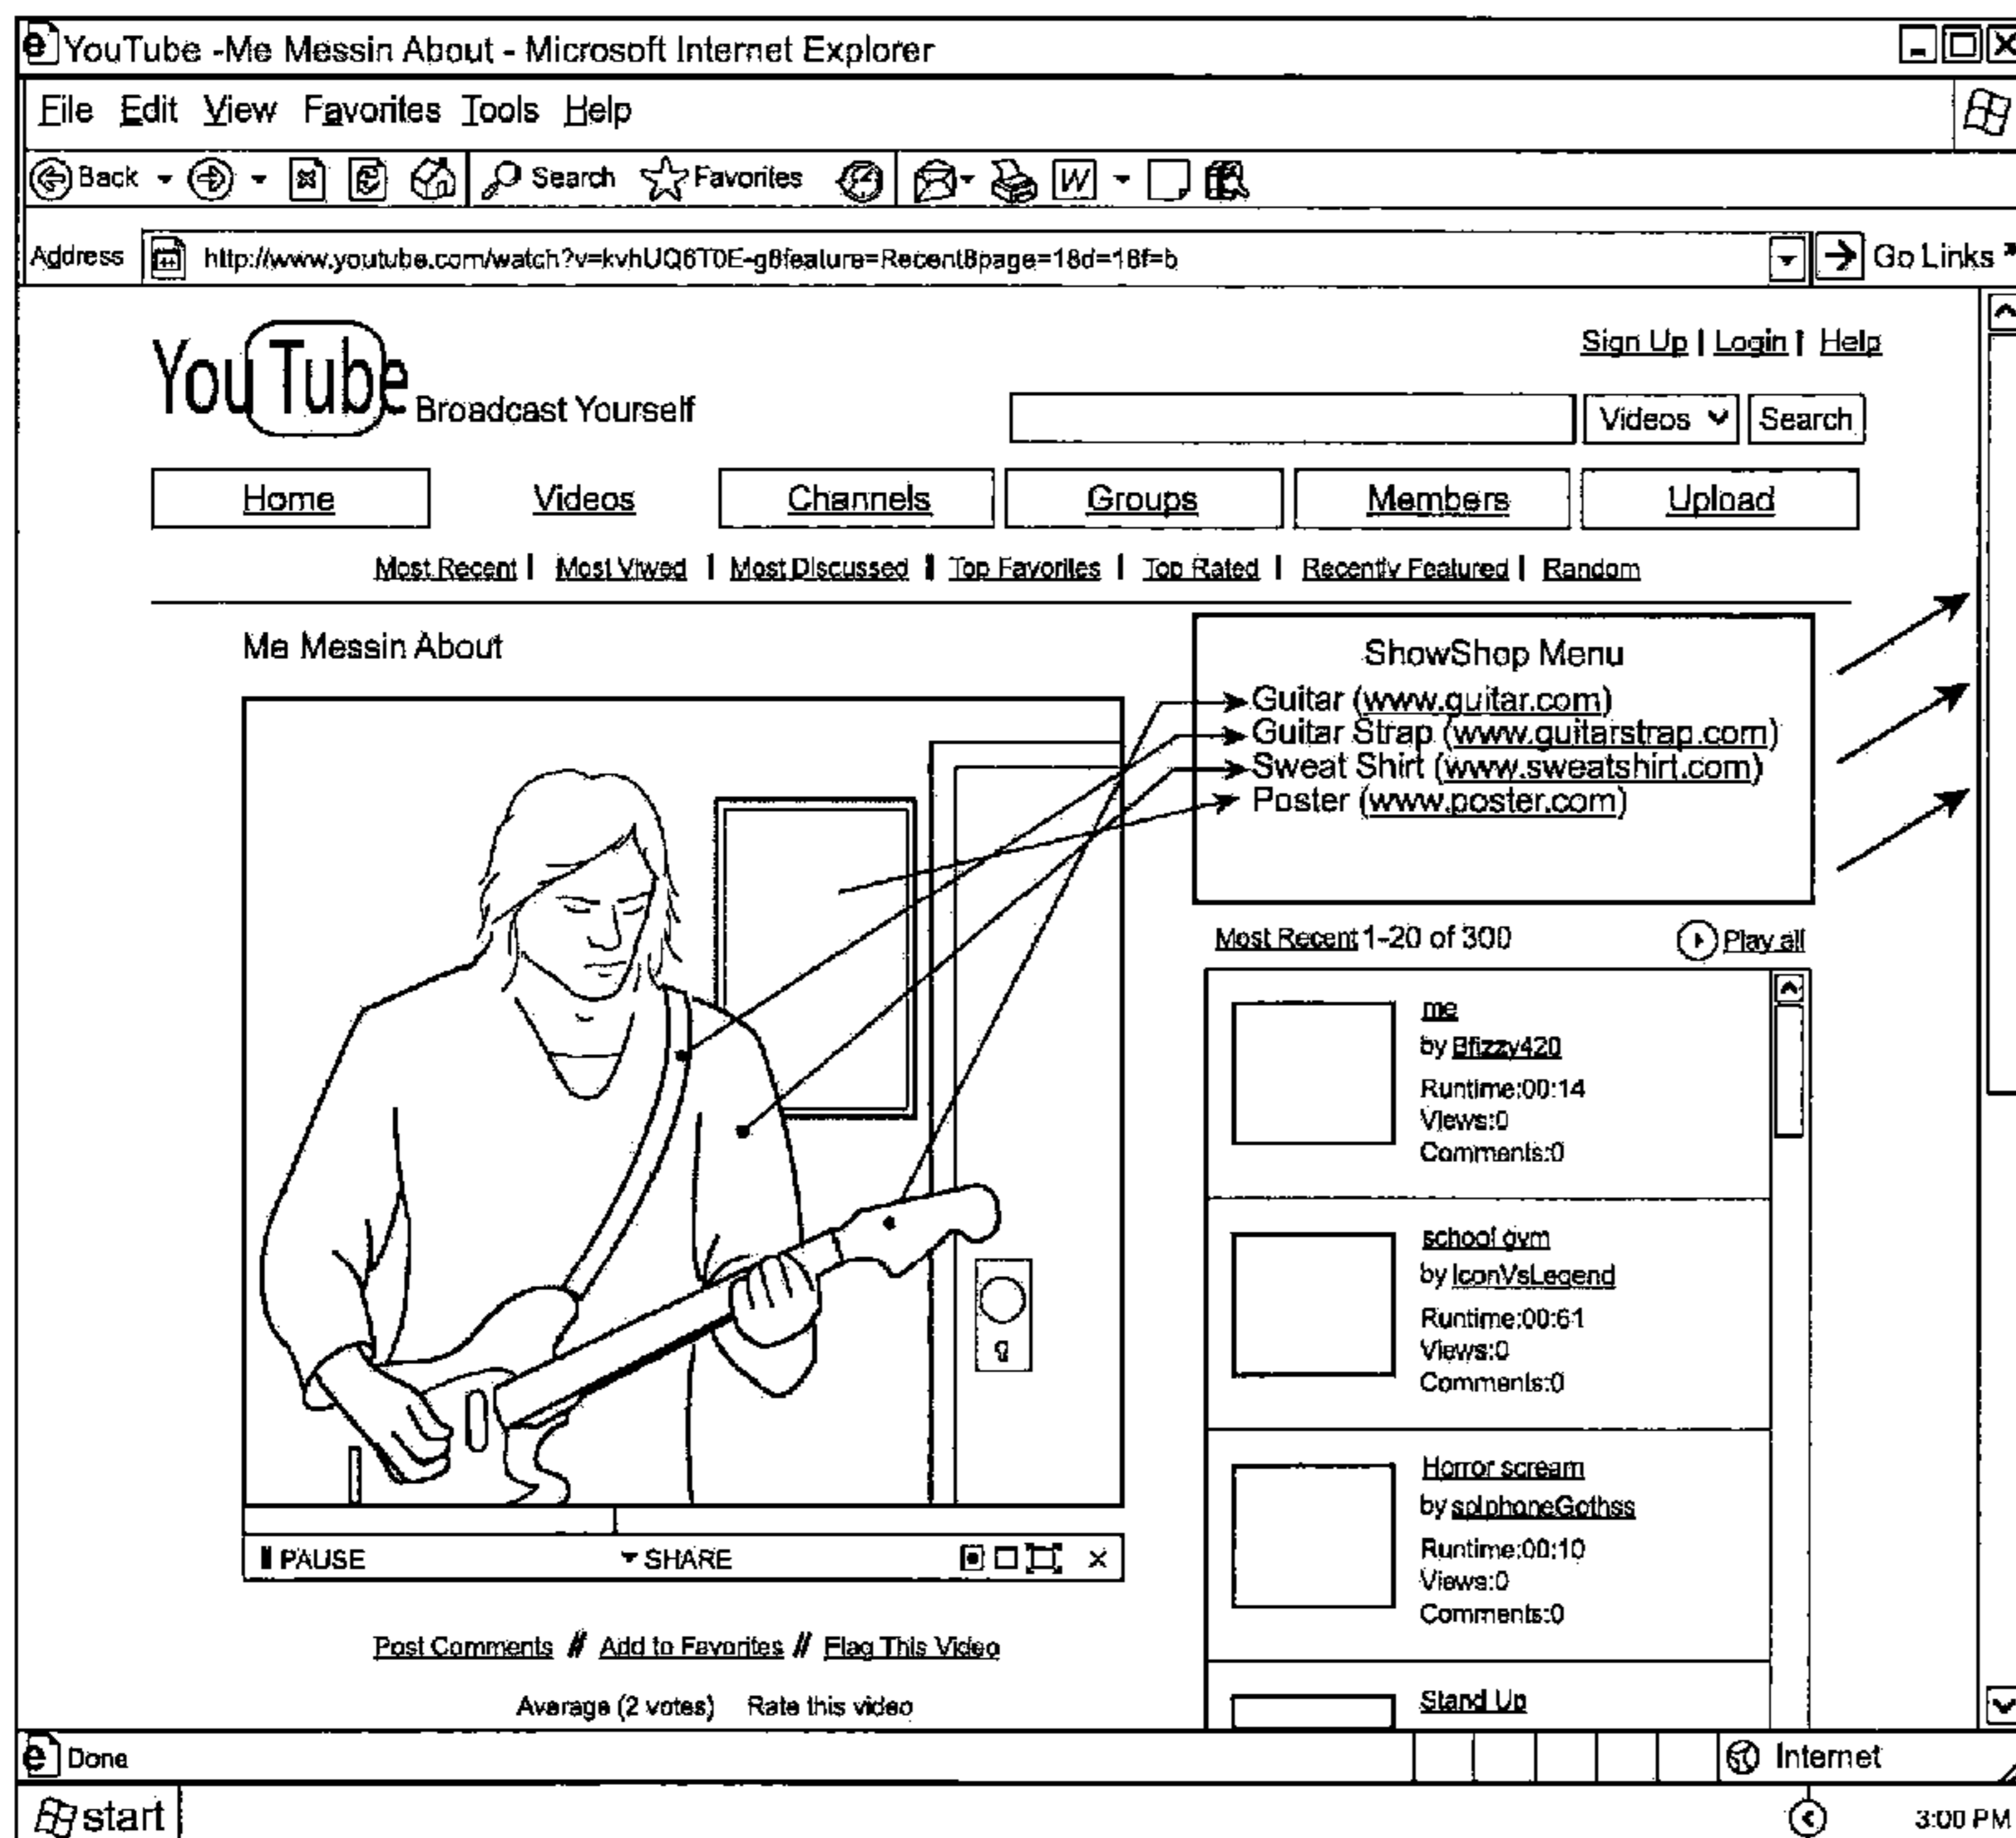 YouTube -Me Messin About - Microsoft Internet Explorer
File Edit View Favorites Tools Help
Back Search Favorites W
Address http://www.youtube.com/watch?v=kvhUQ6T0E-g8feature=Recent8page=18d=18f=b Go Links
Sign Up | Login | Help
YouTube Broadcast Yourself
Videos Search
Home Videos Channels Groups Members Upload
Most Recent | Most Viwed | Most Discussed | Top Favorites | Top Rated | Recently Featured | Random
Me Messin About
ShowShop Menu
Guitar (www.guitar.com)
Guitar Strap (www.guitarstrap.com)
Sweat Shirt (www.sweatshirt.com)
Poster (www.poster.com)
Most Recent 1-20 of 300 Play all
me
by Bfizzy420
Runtime:00:14
Views:0
Comments:0
school gym
by IconVsLegend
Runtime:00:61
Views:0
Comments:0
Horror scream
by
Runtime:00:10
Views:0
Comments:0
Stand Up
PAUSE SHARE
Post Comments // Add to Favorites // Flag This Video
Average (2 votes) Rate this video
Done Internet
start 3:00 PM